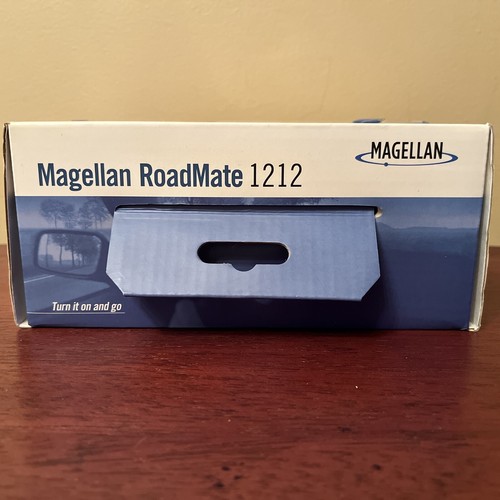 Magellan RoadMate 1212
MAGELLAN
Turn it on and go